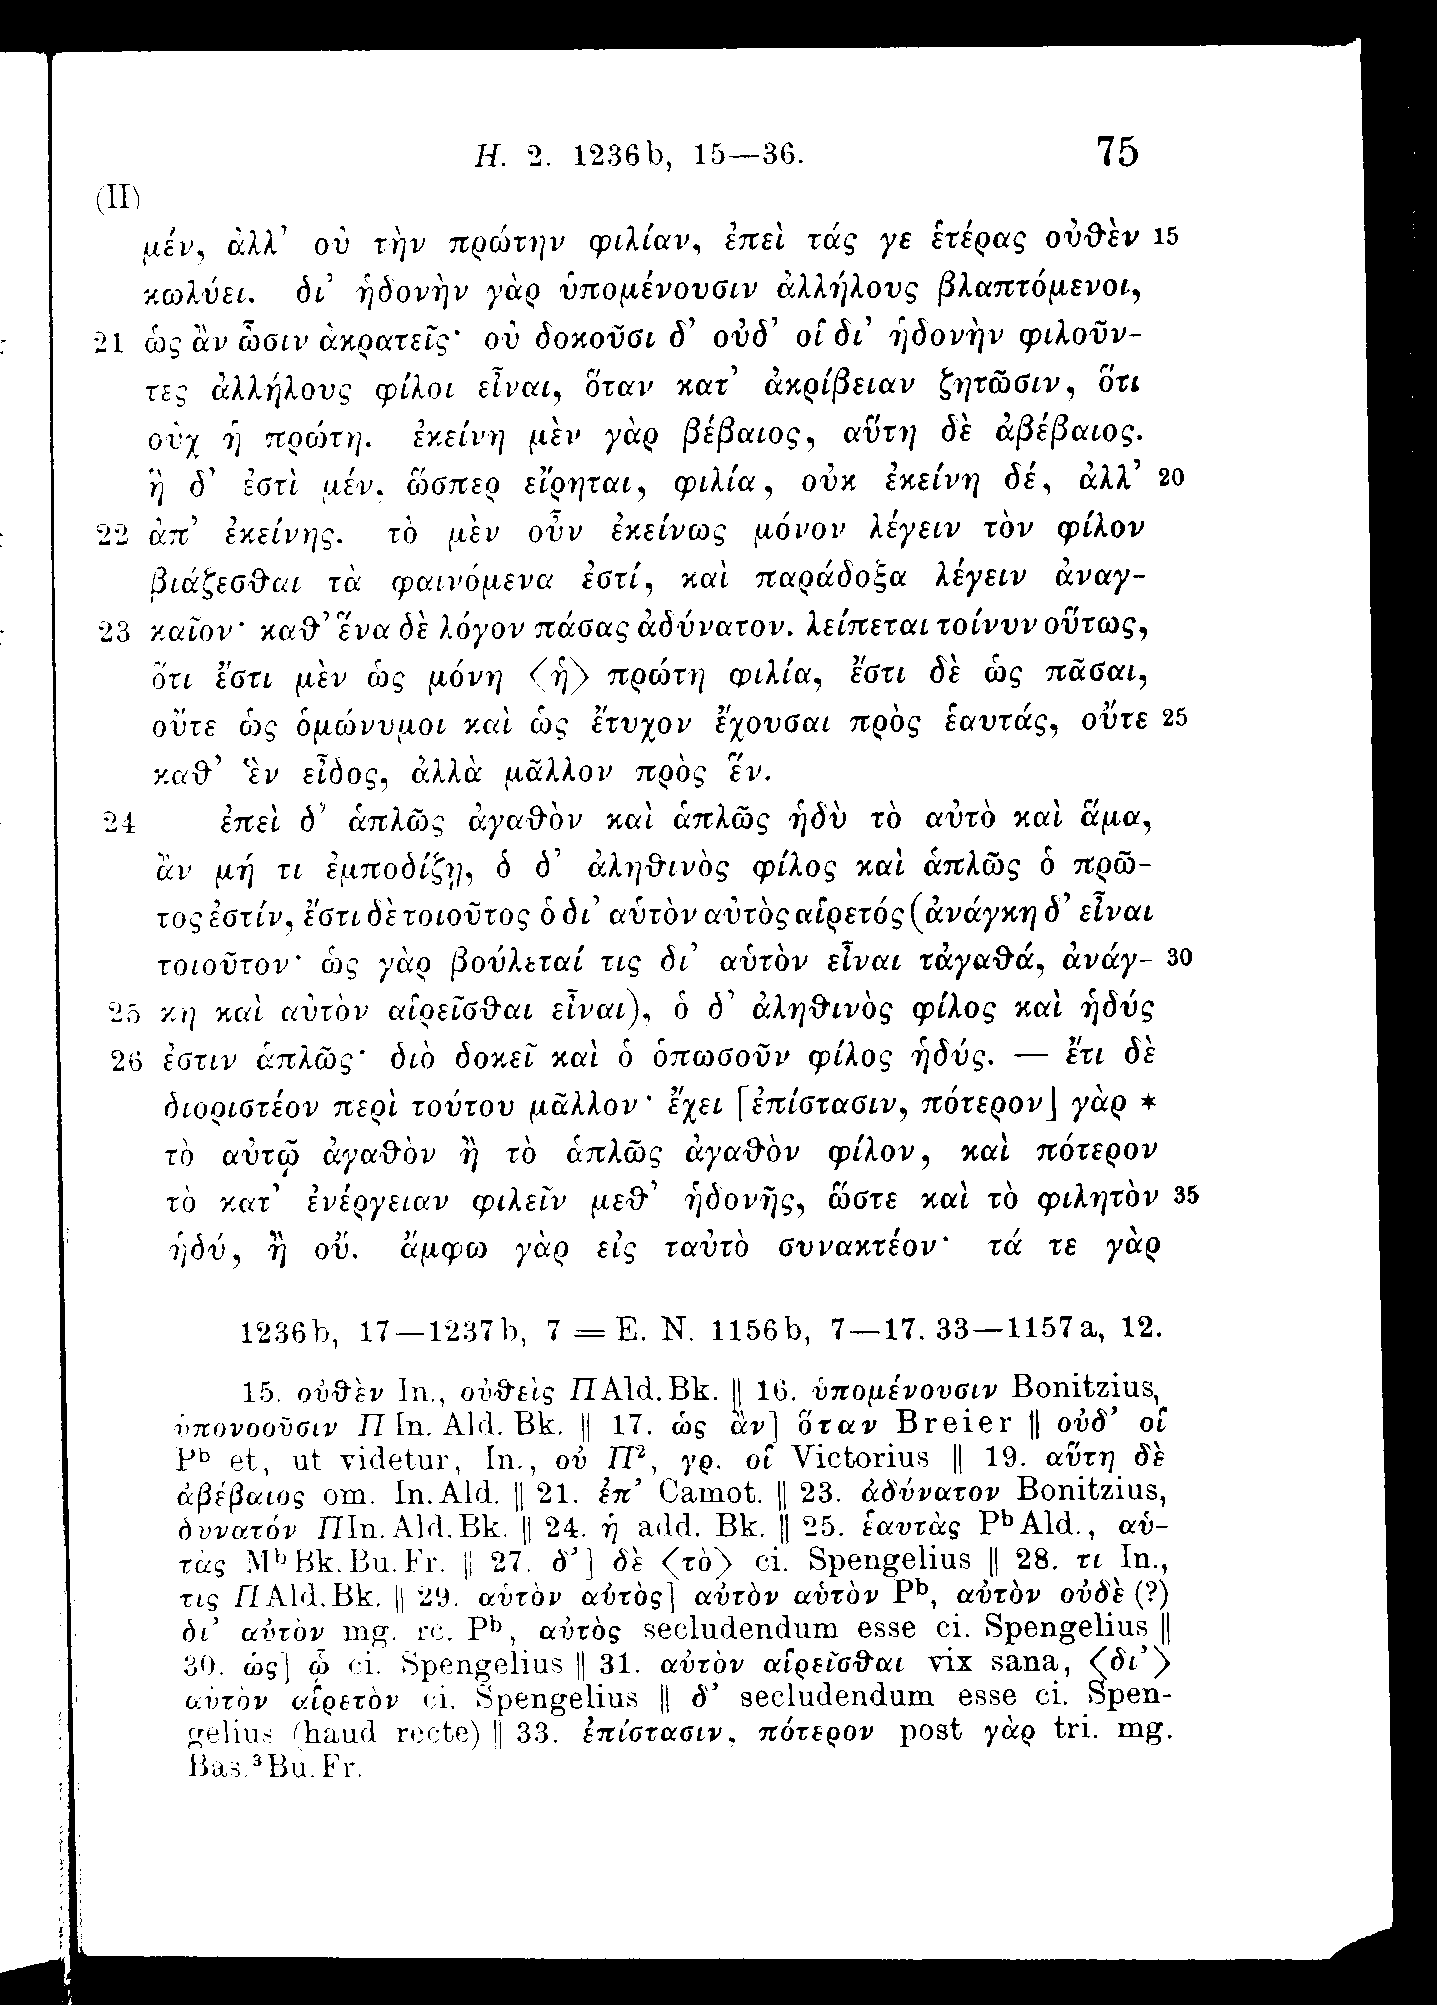 H. 2. 1236b, 15—36. 75
(II)
μέν, ἀλλ’ οὐ τὴν πρώτην φιλίαν, ἐπεὶ τάς γε ἑτέρας οὐθὲν 15
κωλύει. δι’ ἡδονὴν γὰρ ὑπομένουσιν ἀλλήλους βλαπτόμενοι,
21 ὡς ἂν ὦσιν ἀκρατεῖς· οὐ δοκοῦσι δ’ οὐδ’ οἱ δι’ ἡδονὴν φιλοῦν-
τες ἀλλήλους φίλοι εἶναι, ὅταν κατ’ ἀκρίβειαν ζητῶσιν, ὅτι
οὐχ ἡ πρώτη. ἐκείνη μὲν γὰρ βέβαιος, αὕτη δὲ ἀβέβαιος.
ἣ δ’ ἐστὶ μέν, ὥσπερ εἴρηται, φιλία, οὐκ ἐκείνη δέ, ἀλλ’ 20
22 ἀπ’ ἐκείνης. τὸ μὲν οὖν ἐκείνως μόνον λέγειν τὸν φίλον
βιάζεσθαι τὰ φαινόμενα ἐστί, καὶ παράδοξα λέγειν ἀναγ-
23 καῖον· καθ’ ἕνα δὲ λόγον πάσας ἀδύνατον. λείπεται τοίνυν οὕτως,
ὅτι ἔστι μὲν ὡς μόνη ⟨ἡ⟩ πρώτη φιλία, ἔστι δὲ ὡς πᾶσαι,
οὔτε ὡς ὁμώνυμοι καὶ ὡς ἔτυχον ἔχουσαι πρὸς ἑαυτάς, οὔτε 25
καθ’ ἓν εἶδος, ἀλλὰ μᾶλλον πρὸς ἕν.
24 ἐπεὶ δ’ ἁπλῶς ἀγαθὸν καὶ ἁπλῶς ἡδὺ τὸ αὐτὸ καὶ ἅμα,
ἂν μή τι ἐμποδίζῃ, ὁ δ’ ἀληθινὸς φίλος καὶ ἁπλῶς ὁ πρῶ-
τος ἐστίν, ἔστι δὲ τοιοῦτος ὁ δι’ αὑτὸν αὐτὸς αἱρετός (ἀνάγκη δ’ εἶναι
τοιοῦτον· ὡς γὰρ βούλεταί τις δι’ αὑτὸν εἶναι τἀγαθά, ἀνάγ- 30
25 κη καὶ αὐτὸν αἱρεῖσθαι εἶναι), ὁ δ’ ἀληθινὸς φίλος καὶ ἡδύς
26 ἐστιν ἁπλῶς· διὸ δοκεῖ καὶ ὁ ὁπωσοῦν φίλος ἡδύς. — ἔτι δὲ
διοριστέον περὶ τούτου μᾶλλον· ἔχει [ἐπίστασιν, πότερον] γὰρ *
τὸ αὑτῷ ἀγαθὸν ἢ τὸ ἁπλῶς ἀγαθὸν φίλον, καὶ πότερον
τὸ κατ’ ἐνέργειαν φιλεῖν μεθ’ ἡδονῆς, ὥστε καὶ τὸ φιλητὸν 35
ἡδύ, ἢ οὔ. ἄμφω γὰρ εἰς ταὐτὸ συνακτέον· τά τε γὰρ
1236b, 17—1237b, 7 = E. N. 1156b, 7—17. 33—1157a, 12.
15. οὐθὲν In., οὐθεὶς Π Ald. Bk. ‖ 16. ὑπομένουσιν Bonitzius,
ὑπονοοῦσιν Π In. Ald. Bk. ‖ 17. ὡς ἂν] ὅταν Breier ‖ οὐδ’ οἱ
Pᵇ et, ut videtur, In., οὐ Π², γρ. οἱ Victorius ‖ 19. αὕτη δὲ
ἀβέβαιος om. In. Ald. ‖ 21. ἐπ’ Camot. ‖ 23. ἀδύνατον Bonitzius,
δυνατόν Π In. Ald. Bk. ‖ 24. ἡ add. Bk. ‖ 25. ἑαυτὰς Pᵇ Ald., αὑ-
τὰς Mᵇ Bk. Bu. Fr. ‖ 27. δ’] δὲ ⟨τὸ⟩ ci. Spengelius ‖ 28. τι In.,
τις Π Ald. Bk. ‖ 29. αὑτὸν αὐτὸς] αὐτὸν αὑτὸν Pᵇ, αὐτὸν οὐδὲ (?)
δι’ αὐτὸν mg. rc. Pᵇ, αὐτὸς secludendum esse ci. Spengelius ‖
30. ὡς] ᾧ ci. Spengelius ‖ 31. αὐτὸν αἱρεῖσθαι vix sana, ⟨δι’⟩
αὑτὸν αἱρετὸν ci. Spengelius ‖ δ’ secludendum esse ci. Spen-
gelius (haud recte) ‖ 33. ἐπίστασιν, πότερον post γὰρ tri. mg.
Bas.³ Bu. Fr.